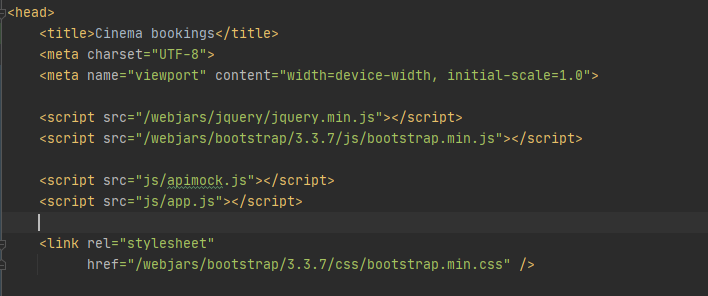 <head>
<title>Cinema bookings</title>
<meta charset="UTF-8">
<meta name="viewport" content="width=device-width, initial-scale=1.0">
<script src="/webjars/jquery/jquery.min.js"></script>
<script src="/webjars/bootstrap/3.3.7/js/bootstrap.min.js"></script>
<script src="js/apimock.js"></script>
<script src="js/app.js"></script>
<link rel="stylesheet"
href="/webjars/bootstrap/3.3.7/css/bootstrap.min.css" />